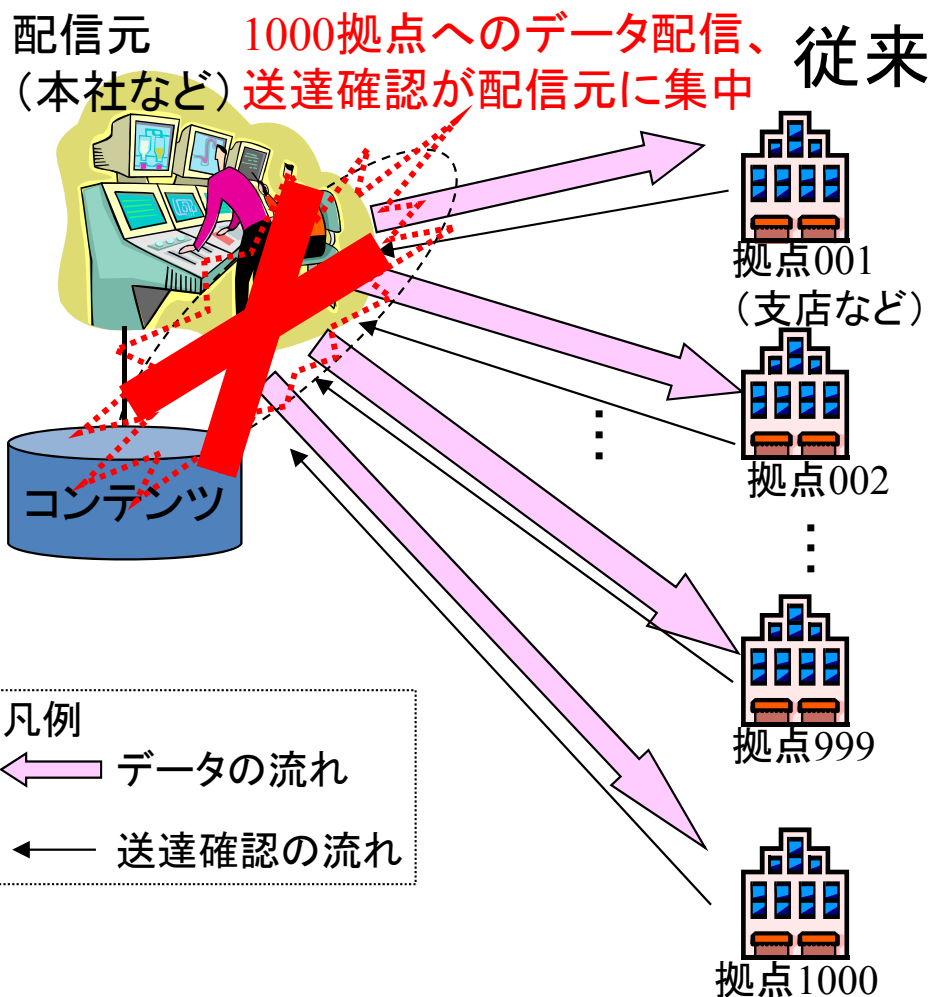 配信元
(本社など)
1000拠点へのデータ配信、
送達確認が配信元に集中
従来
拠点001
(支店など)
拠点002
コンテンツ
拠点999
凡例
データの流れ
送達確認の流れ
拠点1000